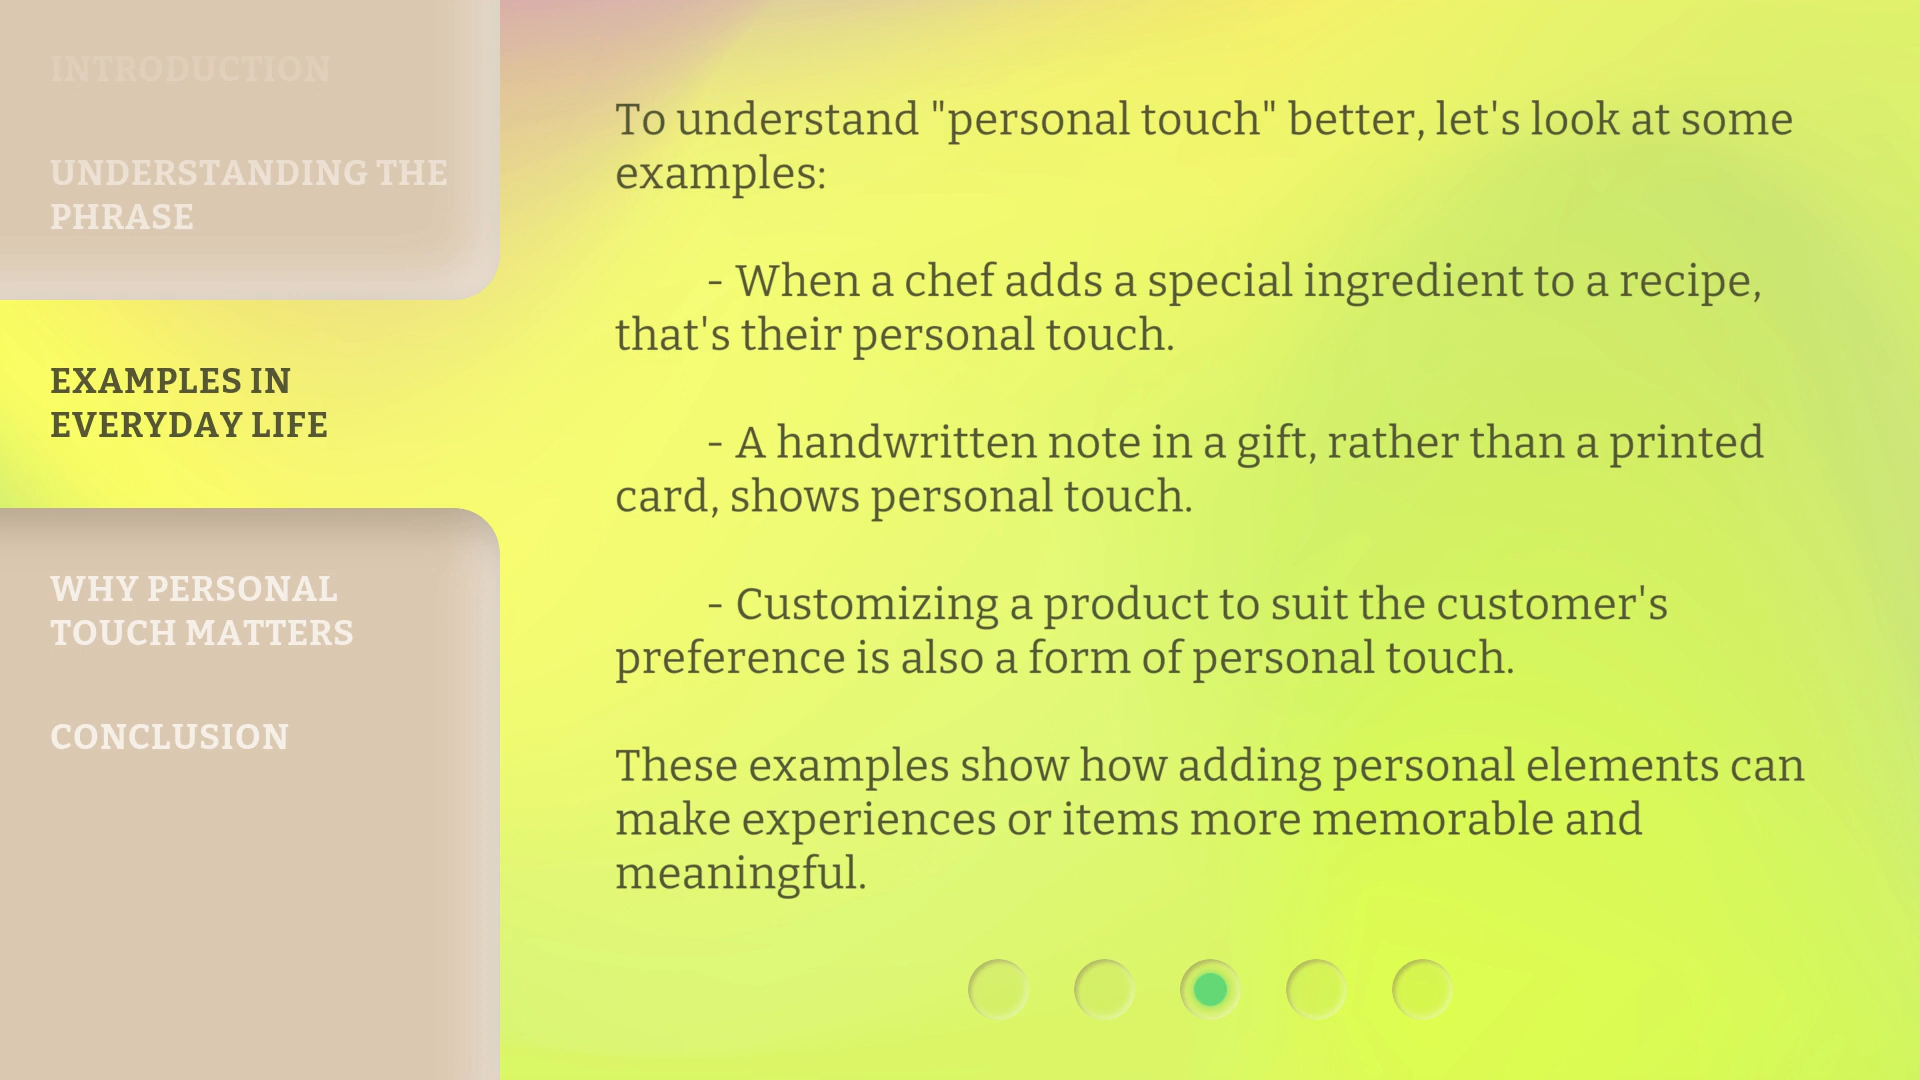 INTRODUCTION
UNDERSTANDING THE
PHRASE
EXAMPLES IN
EVERYDAY LIFE
WHY PERSONAL
TOUCH MATTERS
CONCLUSION
To understand "personal touch" better, let's look at some
examples:
- When a chef adds a special ingredient to a recipe,
that's their personal touch.
- A handwritten note in a gift, rather than a printed
card, shows personal touch.
- Customizing a product to suit the customer's
preference is also a form of personal touch.
These examples show how adding personal elements can
make experiences or items more memorable and
meaningful.